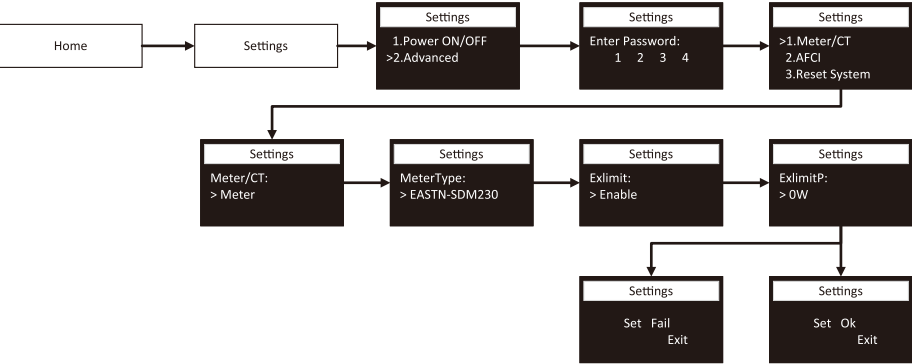 Home
Settings
Settings
1.Power ON/OFF
>2.Advanced
Settings
Enter Password:
1 2 3 4
Settings
>1.Meter/CT
2.AFCI
3.Reset System
Settings
Meter/CT:
> Meter
Settings
MeterType:
> EASTN-SDM230
Settings
Exlimit:
> Enable
Settings
ExlimitP:
> 0W
Settings
Set Fail
Exit
Settings
Set Ok
Exit